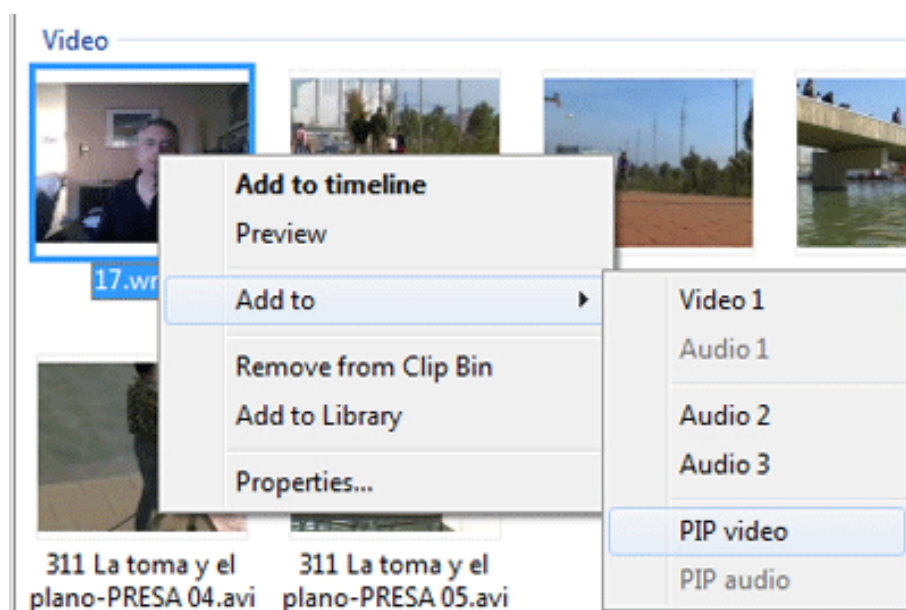 Video
Add to timeline
Preview
17.wr
Add to
Video 1
Audio 1
Remove from Clip Bin
Add to Library
Audio 2
Audio 3
Properties...
PIP video
PIP audio
311 La toma y el
plano-PRESA 04.avi
311 La toma y el
plano-PRESA 05.avi